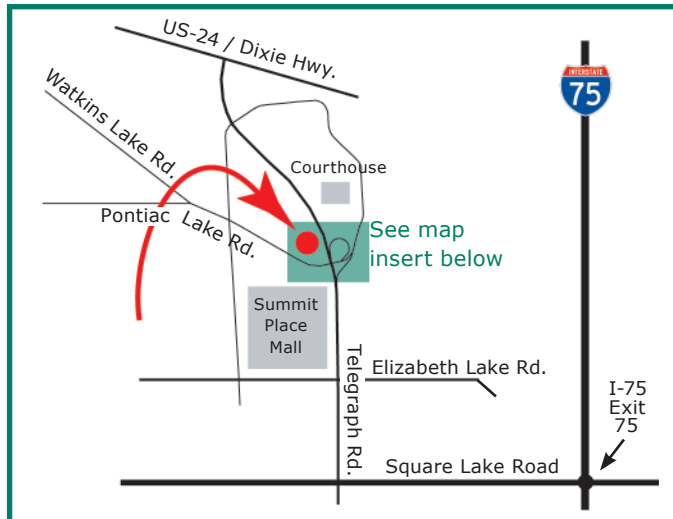 US-24 / Dixie Hwy.
INTERSTATE
75
Watkins Lake Rd.
Courthouse
Pontiac Lake Rd.
See map
insert below
Summit
Place
Mall
Telegraph Rd.
Elizabeth Lake Rd.
I-75
Exit
75
Square Lake Road